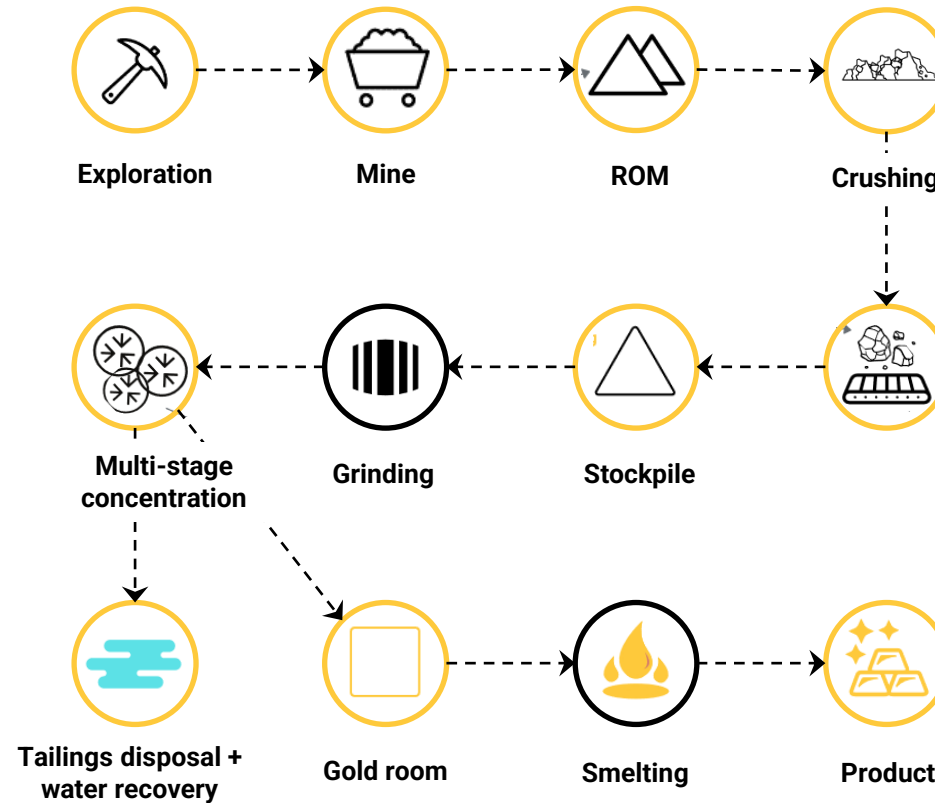 Exploration
Mine
ROM
Crushing
Multi-stage
concentration
Grinding
Stockpile
Tailings disposal +
water recovery
Gold room
Smelting
Product